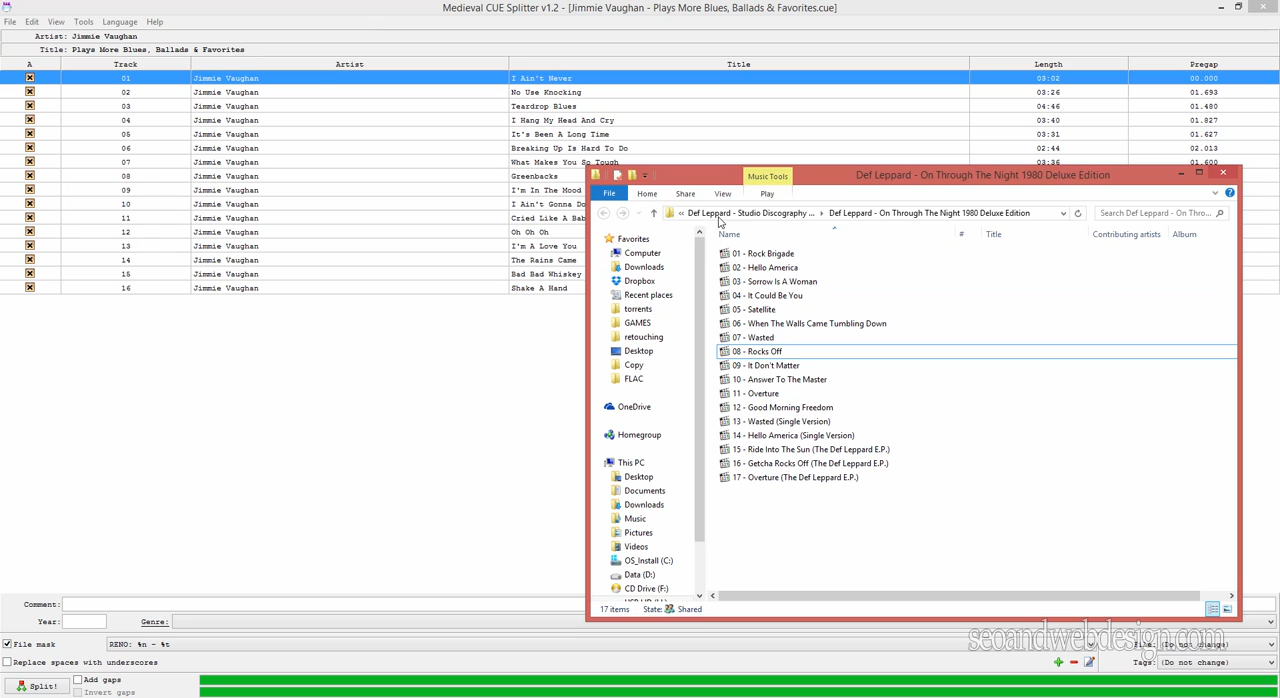 Medieval CUE Splitter v1.2 - [Jimmie Vaughan - Plays More Blues, Ballads & Favorites.cue]
File Edit View Tools Language Help
Artist: Jimmie Vaughan
Title: Plays More Blues, Ballads & Favorites
A Track Artist Title Length Pregap
01 Jimmie Vaughan I Ain't Never 03:02 00.000
02 Jimmie Vaughan No Use Knocking 03:26 01.693
03 Jimmie Vaughan Teardrop Blues 04:46 01.480
04 Jimmie Vaughan I Hang My Head And Cry 03:40 01.827
05 Jimmie Vaughan It's Been A Long Time 03:31 01.627
06 Jimmie Vaughan Breaking Up Is Hard To Do 02:44 02.013
07 Jimmie Vaughan What Makes You So Tough 03:36 01.600
08 Jimmie Vaughan Greenbacks
09 Jimmie Vaughan I'm In The Mood
10 Jimmie Vaughan I Ain't Gonna Do
11 Jimmie Vaughan Cried Like A Bab
12 Jimmie Vaughan Oh Oh Oh
13 Jimmie Vaughan I'm A Love You
14 Jimmie Vaughan The Rains Came
15 Jimmie Vaughan Bad Bad Whiskey
16 Jimmie Vaughan Shake A Hand
Music Tools Def Leppard - On Through The Night 1980 Deluxe Edition
File Home Share View Play
« Def Leppard - Studio Discography ... Def Leppard - On Through The Night 1980 Deluxe Edition Search Def Leppard - On Thro...
Name # Title Contributing artists Album
Favorites
Computer
Downloads
Dropbox
Recent places
torrents
GAMES
retouching
Desktop
Copy
FLAC
OneDrive
Homegroup
This PC
Desktop
Documents
Downloads
Music
Pictures
Videos
OS_Install (C:)
Data (D:)
CD Drive (F:)
01 - Rock Brigade
02 - Hello America
03 - Sorrow Is A Woman
04 - It Could Be You
05 - Satellite
06 - When The Walls Came Tumbling Down
07 - Wasted
08 - Rocks Off
09 - It Don't Matter
10 - Answer To The Master
11 - Overture
12 - Good Morning Freedom
13 - Wasted (Single Version)
14 - Hello America (Single Version)
15 - Ride Into The Sun (The Def Leppard E.P.)
16 - Getcha Rocks Off (The Def Leppard E.P.)
17 - Overture (The Def Leppard E.P.)
17 items State: Shared
Comment:
Year: Genre:
File mask RENO: %n - %t File: (Do not change)
Replace spaces with underscores Tags: (Do not change)
Split! Add gaps
Invert gaps
seoandwebdesign.com